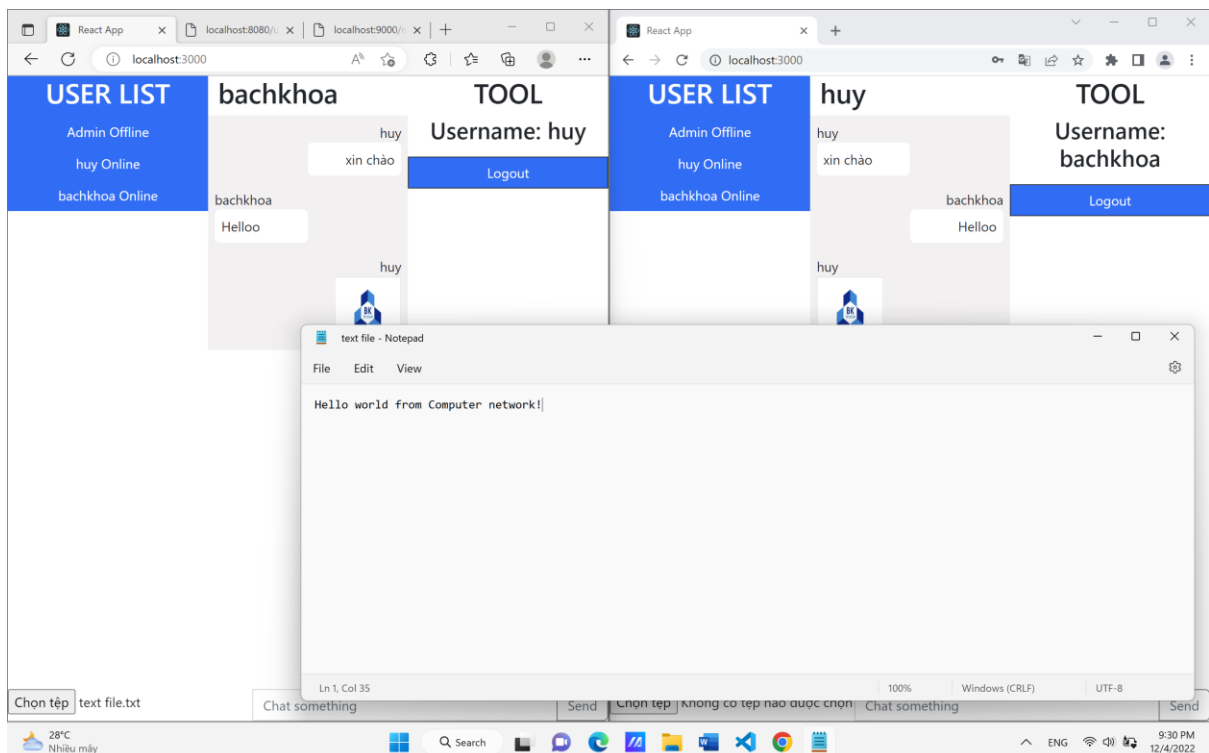 React App
localhost:8080/
localhost:9000/
localhost:3000
USER LIST
Admin Offline
huy Online
bachkhoa Online
bachkhoa
huy
xin chào
bachkhoa
Helloo
huy
BK
TOOL
Username: huy
Logout
Chọn tệp text file.txt
Chat something
Send
React App
localhost:3000
USER LIST
Admin Offline
huy Online
bachkhoa Online
huy
huy
xin chào
bachkhoa
Helloo
huy
BK
TOOL
Username:
bachkhoa
Logout
Chọn tệp Không có tệp nào được chọn
Chat something
Send
text file - Notepad
File Edit View
Hello world from Computer network!
Ln 1, Col 35
100%
Windows (CRLF)
UTF-8
28°C
Nhiều mây
Search
ENG
9:30 PM
12/4/2022